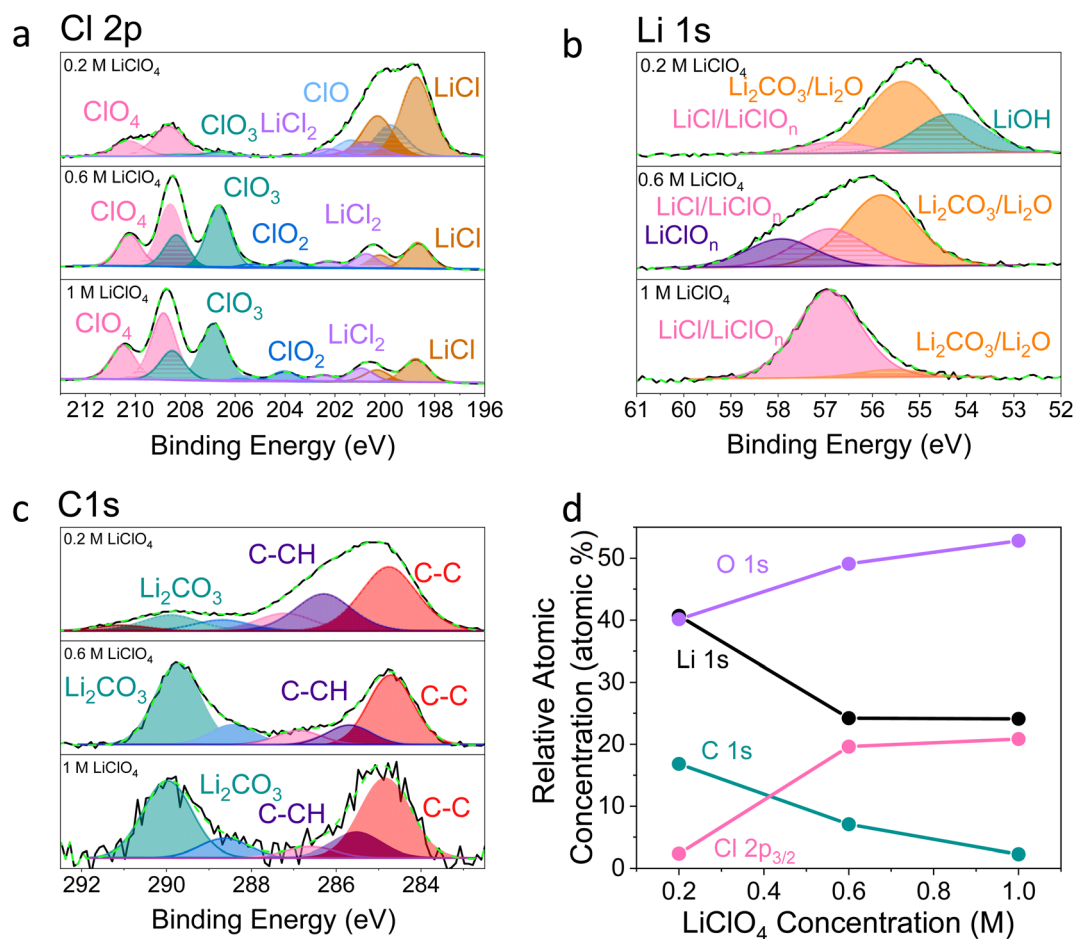 a
Cl 2p
0.2 M LiClO₄
ClO₄
ClO₃
LiCl₂
ClO
LiCl
0.6 M LiClO₄
ClO₄
ClO₃
ClO₂
LiCl₂
LiCl
1 M LiClO₄
ClO₄
ClO₃
ClO₂
LiCl₂
LiCl
212 210 208 206 204 202 200 198 196
Binding Energy (eV)
b
Li 1s
0.2 M LiClO₄
Li₂CO₃/Li₂O
LiCl/LiClOₙ
LiOH
0.6 M LiClO₄
LiCl/LiClOₙ
LiClOₙ
Li₂CO₃/Li₂O
1 M LiClO₄
LiCl/LiClOₙ
Li₂CO₃/Li₂O
61 60 59 58 57 56 55 54 53 52
Binding Energy (eV)
c
C1s
0.2 M LiClO₄
C-CH
Li₂CO₃
C-C
0.6 M LiClO₄
Li₂CO₃
C-CH
C-C
1 M LiClO₄
Li₂CO₃
C-CH
C-C
292 290 288 286 284
Binding Energy (eV)
d
Relative Atomic
Concentration (atomic %)
50
40
30
20
10
0
O 1s
Li 1s
C 1s
Cl 2p₃/₂
0.2 0.4 0.6 0.8 1.0
LiClO₄ Concentration (M)